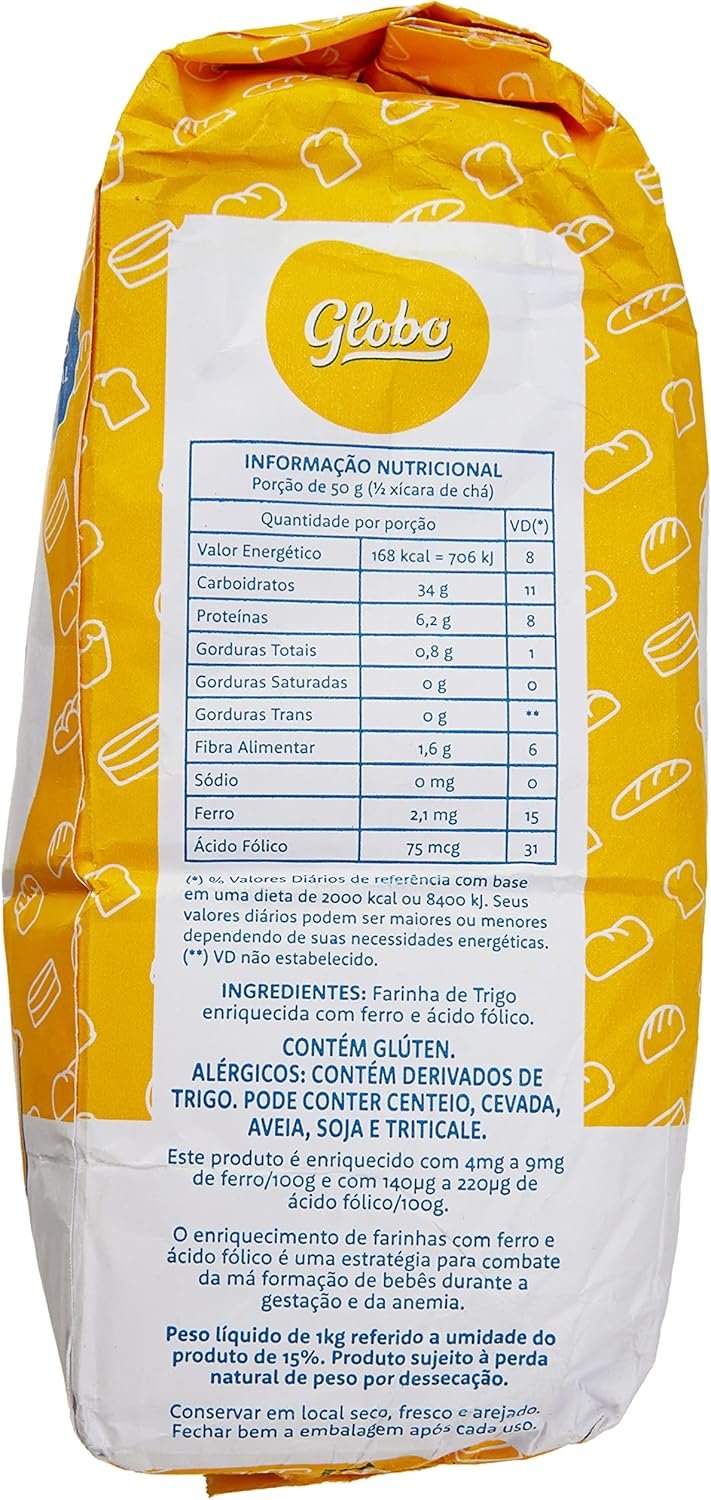 Globo
INFORMAÇÃO NUTRICIONAL
Porção de 50 g (½ xícara de chá)
Quantidade por porção VD(*)
Valor Energético 168 kcal = 706 kJ 8
Carboidratos 34 g 11
Proteínas 6,2 g 8
Gorduras Totais 0,8 g 1
Gorduras Saturadas 0 g 0
Gorduras Trans 0 g **
Fibra Alimentar 1,6 g 6
Sódio 0 mg 0
Ferro 2,1 mg 15
Ácido Fólico 75 mcg 31
(*) % Valores Diários de referência com base
em uma dieta de 2000 kcal ou 8400 kJ. Seus
valores diários podem ser maiores ou menores
dependendo de suas necessidades energéticas.
(**) VD não estabelecido.
INGREDIENTES: Farinha de Trigo
enriquecida com ferro e ácido fólico.
CONTÉM GLÚTEN.
ALÉRGICOS: CONTÉM DERIVADOS DE
TRIGO. PODE CONTER CENTEIO, CEVADA,
AVEIA, SOJA E TRITICALE.
Este produto é enriquecido com 4mg a 9mg
de ferro/100g e com 140µg a 220µg de
ácido fólico/100g.
O enriquecimento de farinhas com ferro e
ácido fólico é uma estratégia para combate
da má formação de bebês durante a
gestação e da anemia.
Peso líquido de 1kg referido a umidade do
produto de 15%. Produto sujeito à perda
natural de peso por dessecação.
Conservar em local seco, fresco e arejado.
Fechar bem a embalagem após cada uso.